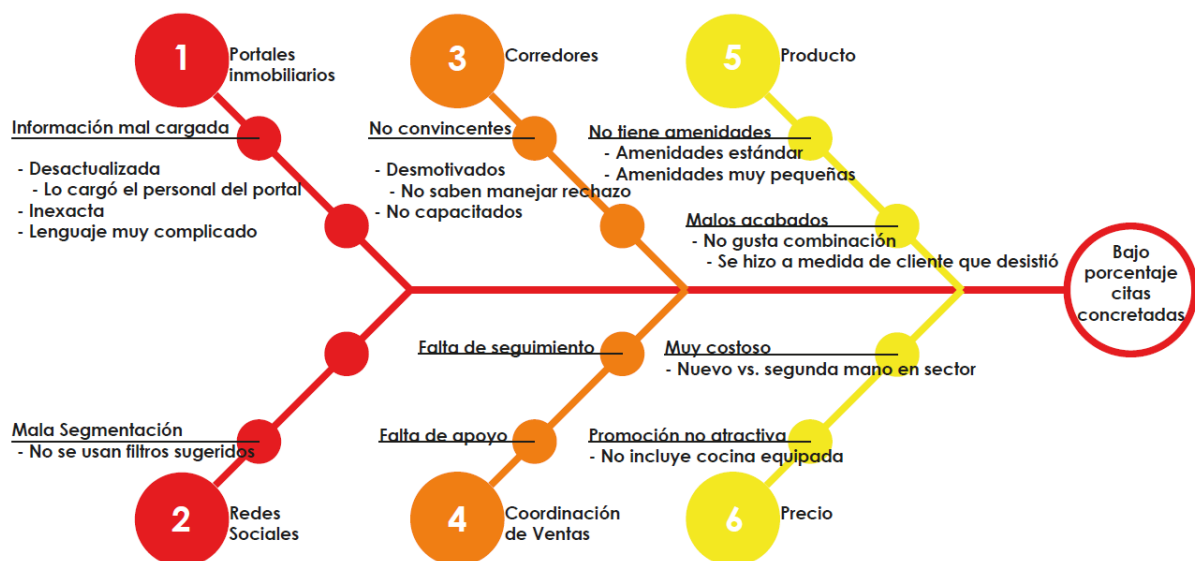 1
Portales
inmobiliarios
Información mal cargada
- Desactualizada
- Lo cargó el personal del portal
- Inexacta
- Lenguaje muy complicado
3
Corredores
No convincentes
- Desmotivados
- No saben manejar rechazo
- No capacitados
5
Producto
No tiene amenidades
- Amenidades estándar
- Amenidades muy pequeñas
Malos acabados
- No gusta combinación
- Se hizo a medida de cliente que desistió
Bajo
porcentaje
citas
concretadas
Mala Segmentación
- No se usan filtros sugeridos
2
Redes
Sociales
Falta de seguimiento
Falta de apoyo
4
Coordinación
de Ventas
Muy costoso
- Nuevo vs. segunda mano en sector
Promoción no atractiva
- No incluye cocina equipada
6
Precio